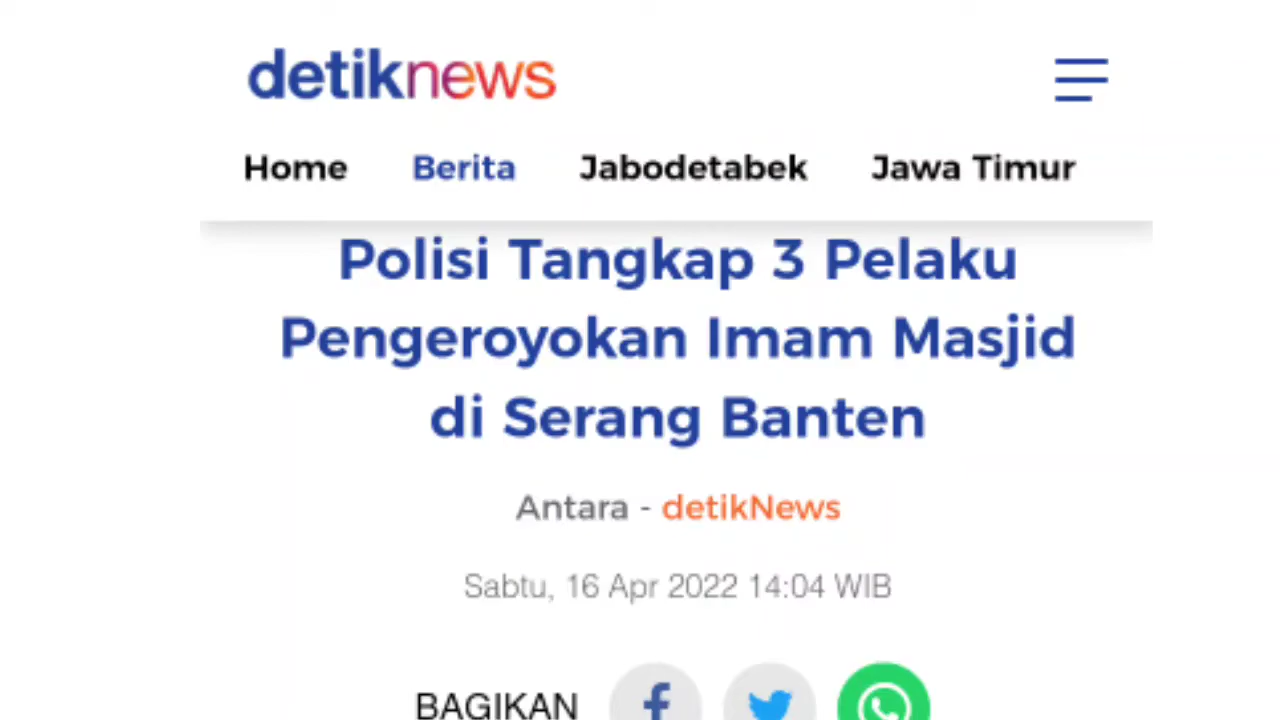 detiknews
Home Berita Jabodetabek Jawa Timur
Polisi Tangkap 3 Pelaku
Pengeroyokan Imam Masjid
di Serang Banten
Antara - detikNews
Sabtu, 16 Apr 2022 14:04 WIB
BAGIKAN